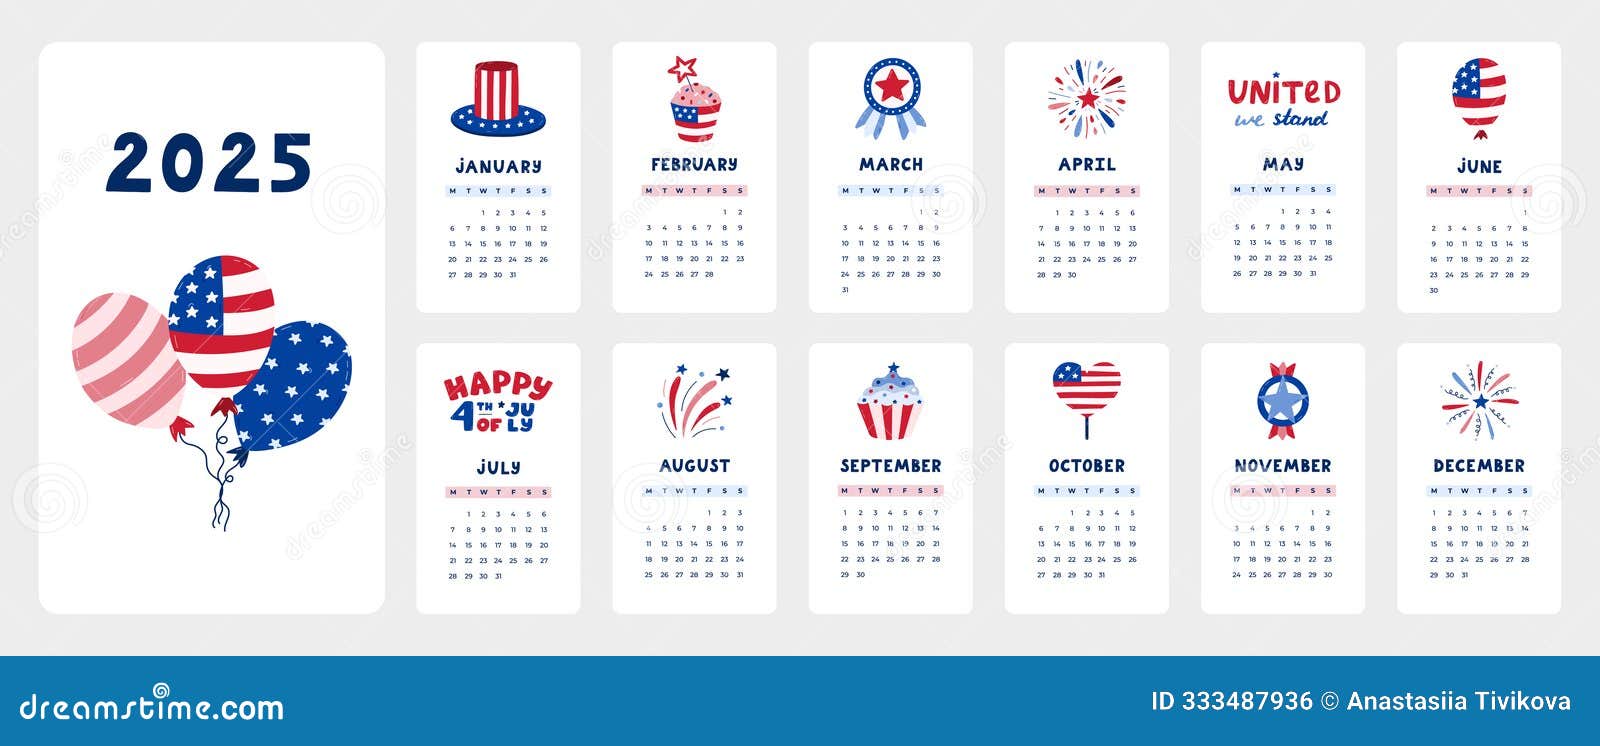 2025
JANUARY
M T W T F S S
1 2 3 4 5
6 7 8 9 10 11 12
13 14 15 16 17 18 19
20 21 22 23 24 25 26
27 28 29 30 31
FEBRUARY
M T W T F S S
1 2
3 4 5 6 7 8 9
10 11 12 13 14 15 16
17 18 19 20 21 22 23
24 25 26 27 28
MARCH
M T W T F S S
1 2
3 4 5 6 7 8 9
10 11 12 13 14 15 16
17 18 19 20 21 22 23
24 25 26 27 28 29 30
31
APRIL
M T W T F S S
1 2 3 4 5 6
7 8 9 10 11 12 13
14 15 16 17 18 19 20
21 22 23 24 25 26 27
28 29 30
UNITED
we stand
MAY
M T W T F S S
1 2 3 4
5 6 7 8 9 10 11
12 13 14 15 16 17 18
19 20 21 22 23 24 25
26 27 28 29 30 31
JUNE
M T W T F S S
1
2 3 4 5 6 7 8
9 10 11 12 13 14 15
16 17 18 19 20 21 22
23 24 25 26 27 28 29
30
HAPPY
4TH OF JULY
JULY
M T W T F S S
1 2 3 4 5 6
7 8 9 10 11 12 13
14 15 16 17 18 19 20
21 22 23 24 25 26 27
28 29 30 31
AUGUST
M T W T F S S
1 2 3
4 5 6 7 8 9 10
11 12 13 14 15 16 17
18 19 20 21 22 23 24
25 26 27 28 29 30 31
SEPTEMBER
M T W T F S S
1 2 3 4 5 6 7
8 9 10 11 12 13 14
15 16 17 18 19 20 21
22 23 24 25 26 27 28
29 30
OCTOBER
M T W T F S S
1 2 3 4 5
6 7 8 9 10 11 12
13 14 15 16 17 18 19
20 21 22 23 24 25 26
27 28 29 30 31
NOVEMBER
M T W T F S S
1 2
3 4 5 6 7 8 9
10 11 12 13 14 15 16
17 18 19 20 21 22 23
24 25 26 27 28 29 30
DECEMBER
M T W T F S S
1 2 3 4 5 6 7
8 9 10 11 12 13 14
15 16 17 18 19 20 21
22 23 24 25 26 27 28
29 30 31
dreamstime.com
ID 333487936 © Anastasiia Tivikova